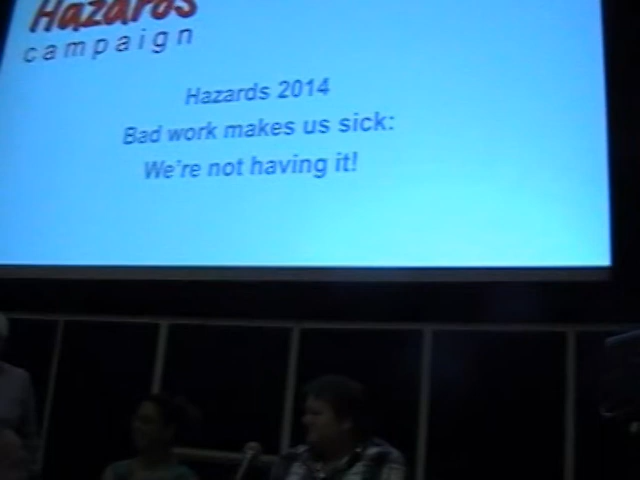 Hazards
campaign
Hazards 2014
Bad work makes us sick:
We're not having it!